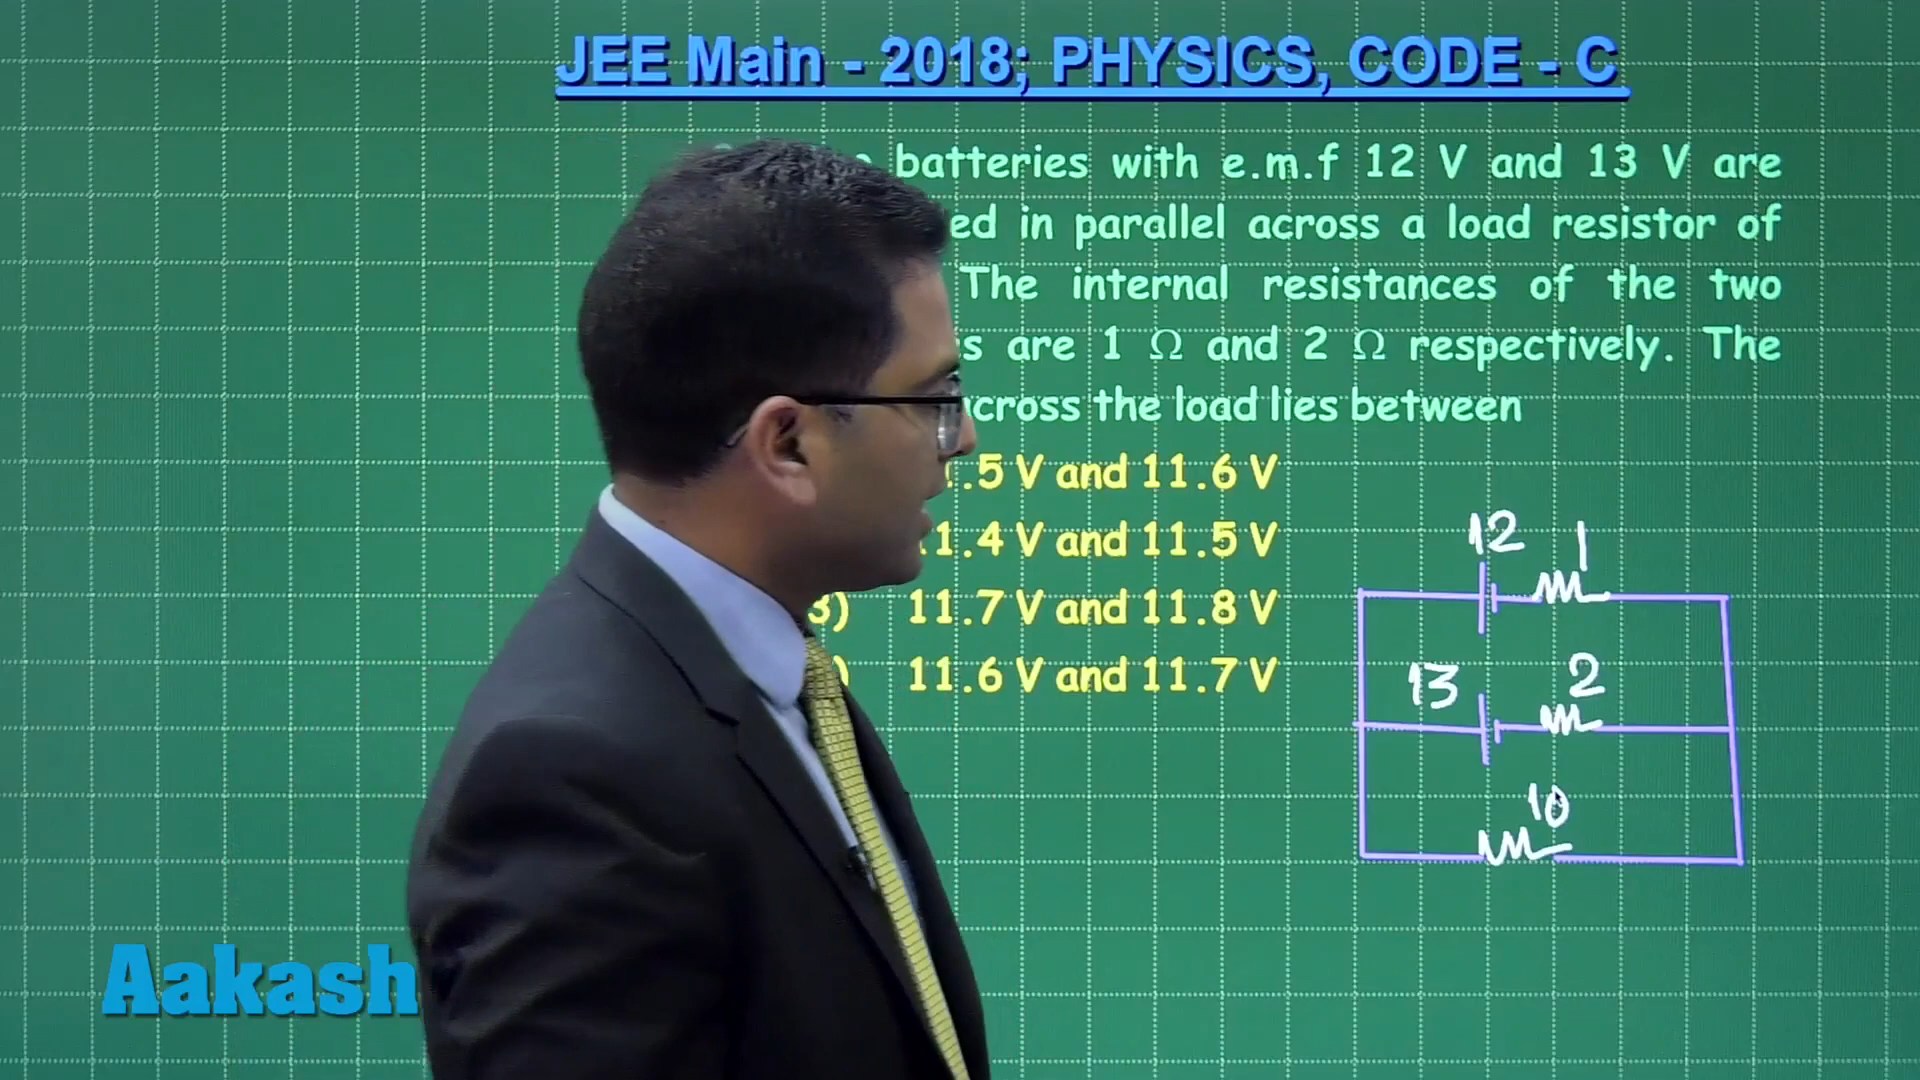 JEE Main - 2018; PHYSICS, CODE - C
batteries with e.m.f 12 V and 13 V are
in parallel across a load resistor of
The internal resistances of the two
are 1 Ω and 2 Ω respectively. The
across the load lies between
.5 V and 11.6 V
11.4 V and 11.5 V
3) 11.7 V and 11.8 V
) 11.6 V and 11.7 V
12 1
13 2
10
Aakash